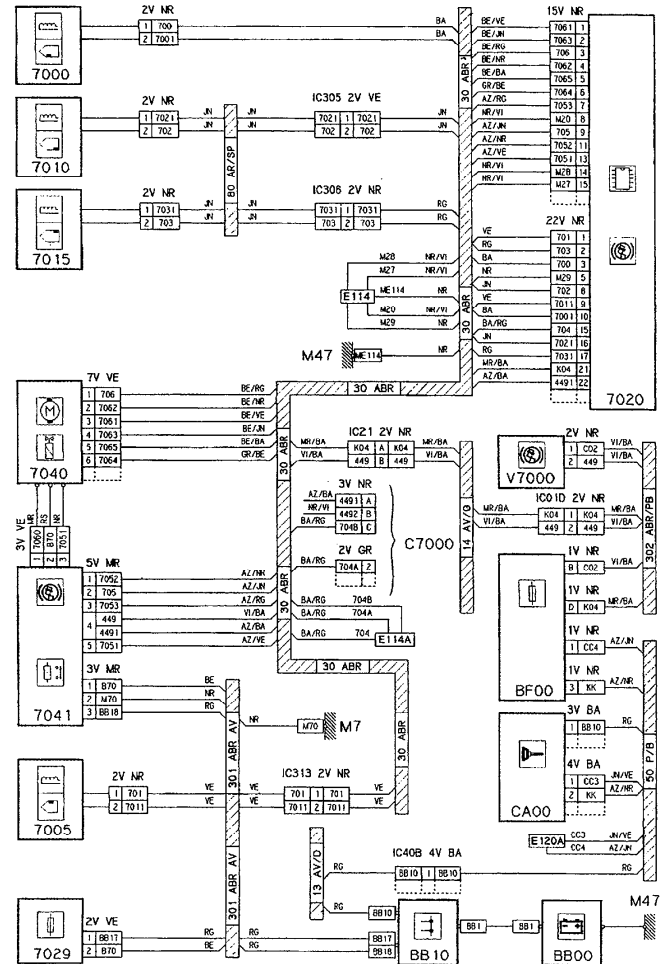 2V NR
1 700 BA
2 7001 BA
7000
2V NR
1 7021 JN
2 702 JN
7010
80 AR/SP
IC305 2V VE
JN 7021 1 7021 JN
JN 702 2 702 JN
2V NR
1 7031 JN
2 703 JN
7015
IC306 2V NR
JN 7031 1 7031 RG
JN 703 2 703 RG
30 ABR
15V NR
BE/VE 7061 1
BE/JN 7063 2
BE/RG 706 3
BE/NR 7062 4
BE/BA 7065 5
GR/BE 7064 6
AZ/RG 7053 7
NR/VI M20 8
AZ/JN 705 9
AZ/NR 7052 11
AZ/VE 7051 13
NR/VI M28 14
NR/VI M27 15
22V NR
VE 701 1
RG 703 2
BA 700 3
NR M29 5
JN 702 8
VE 7011 9
BA 7001 10
BA/RG 704 15
JN 7021 16
RG 7031 17
MR/BA K04 21
AZ/BA 4491 22
7020
M28 NR/VI
M27 NR/VI
E114 ME114 NR
M20 NR/VI
M29 NR
30 ABR
M47 ME114 NR
30 ABR
7V VE
1 706 BE/RG
2 7062 BE/NR
3 7061 BE/VE
4 7063 BE/JN
5 7065 BE/BA
6 7064 GR/BE
M
7040
30 ABR
IC21 2V NR
MR/BA K04 A K04 MR/BA
VI/BA 449 B 449 VI/BA
3V NR
AZ/BA 4491 A
NR/VI 4492 B
BA/RG 704B C
2V GR
BA/RG 704A 2
C7000
14 AV/G
2V NR
1 C02 VI/BA
2 449 VI/BA
V7000
IC01D 2V NR
MR/BA K04 1 K04 MR/BA
VI/BA 449 2 449 VI/BA
302 ABR/PB
3V VE
MR RS NR
7060 B70 7051
1 2 3
5V MR
1 7052 AZ/NR
2 705 AZ/JN
3 7053 AZ/RG
4 449 VI/BA
4491 AZ/BA
5 7051 AZ/VE
3V MR
1 B70 BE
2 M70 NR
3 BB18 RG
7041
30 ABR
BA/RG 704B
BA/RG 704A
BA/RG 704 E114A
30 ABR
1V NR
B C02 VI/BA
1V NR
D K04 MR/BA
1V NR
1 CC4 AZ/JN
1V NR
3 KK AZ/NR
BF00
3V BA
1 BB10 RG
4V BA
1 CC3 JN/VE
2 KK AZ/NR
CA00
50 P/B
E120A CC3 JN/VE
CC4 AZ/JN
301 ABR AV
NR M70 M7
30 ABR
2V NR
1 701 VE
2 7011 VE
7005
IC313 2V NR
VE 701 1 701 VE
VE 7011 2 7011 VE
301 ABR AV
13 AV/D
IC40B 4V BA
RG BB10 1 BB10 RG
2V VE
1 BB17 RG
2 B70 BE
7029
RG BB10
RG BB17
BE BB18
BB10
BB1
BB1
BB00
M47